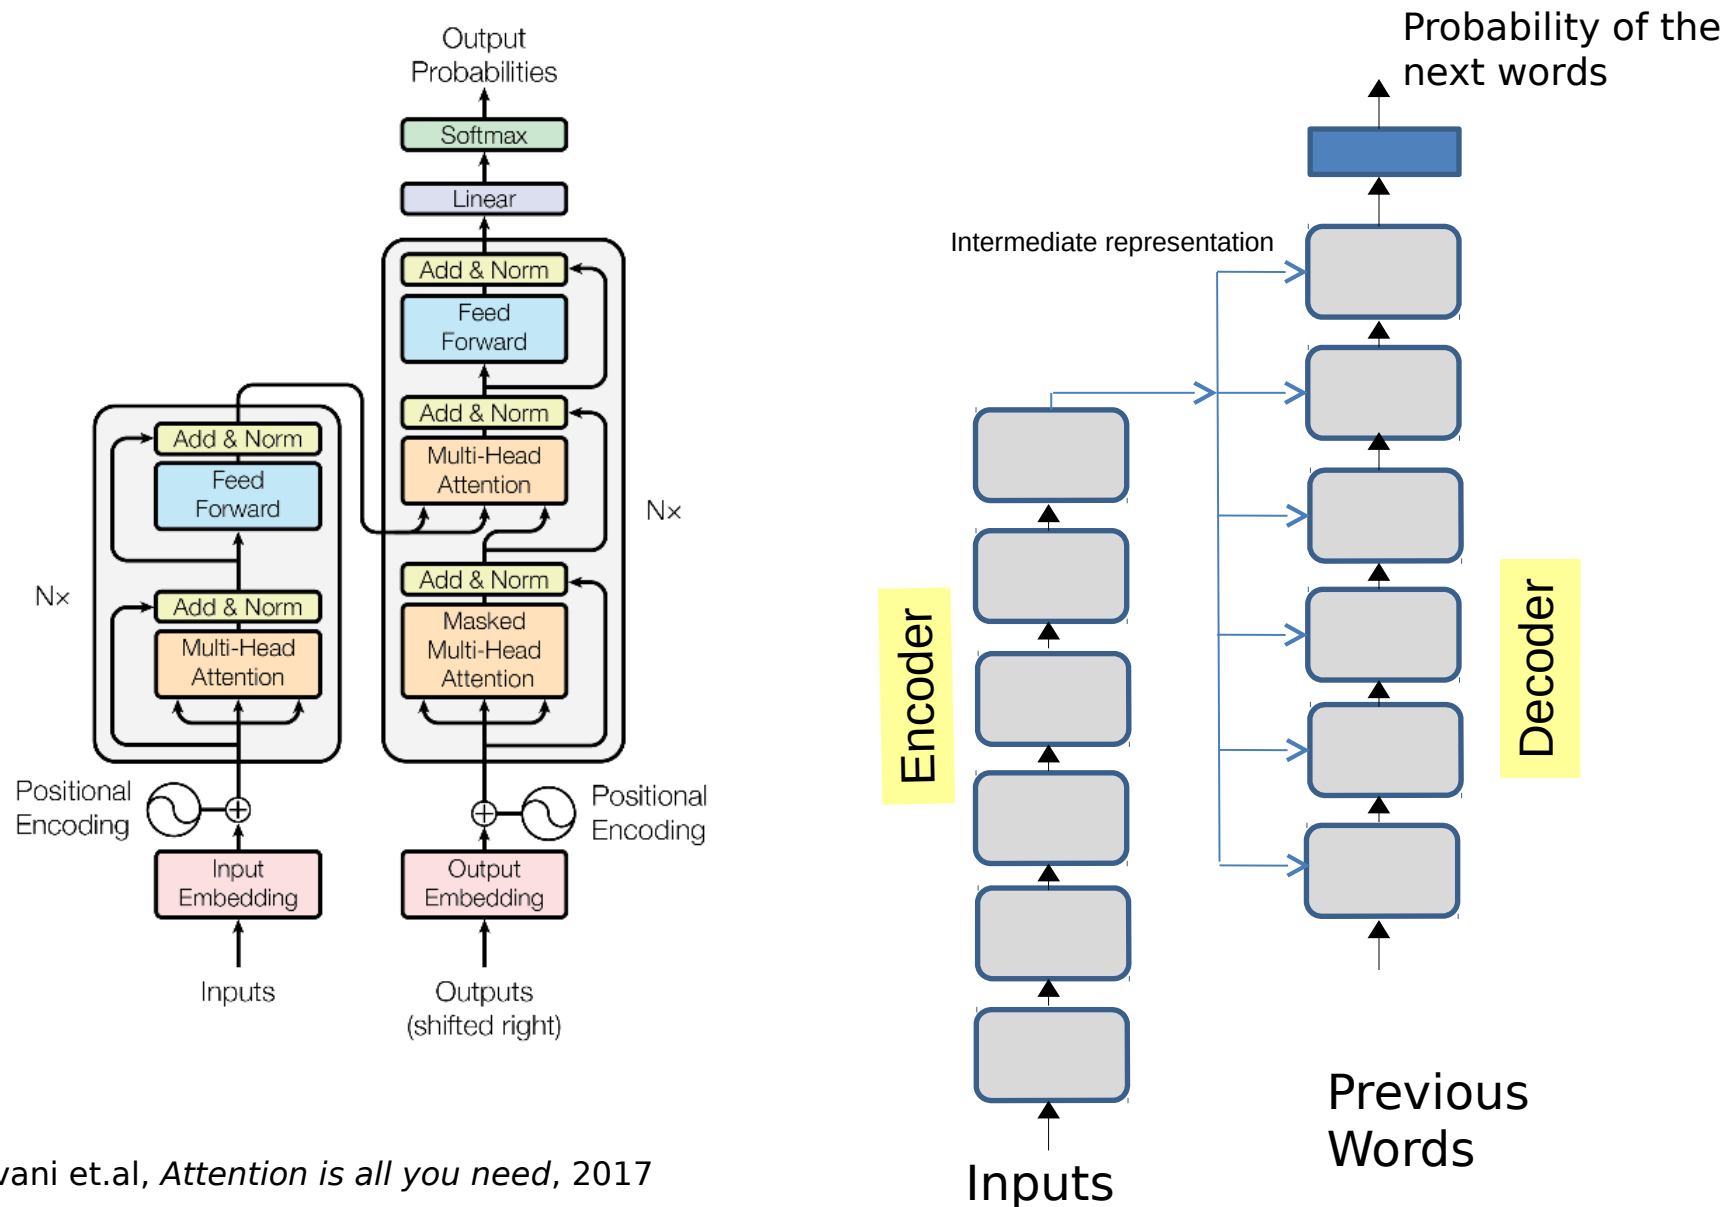 Output
Probabilities
Softmax
Linear
Add & Norm
Feed
Forward
Add & Norm
Multi-Head
Attention
Nx
Add & Norm
Masked
Multi-Head
Attention
Add & Norm
Feed
Forward
Nx
Add & Norm
Multi-Head
Attention
Positional
Encoding
Positional
Encoding
Input
Embedding
Output
Embedding
Inputs
Outputs
(shifted right)
vani et.al, Attention is all you need, 2017
Probability of the
next words
Intermediate representation
Encoder
Decoder
Inputs
Previous
Words